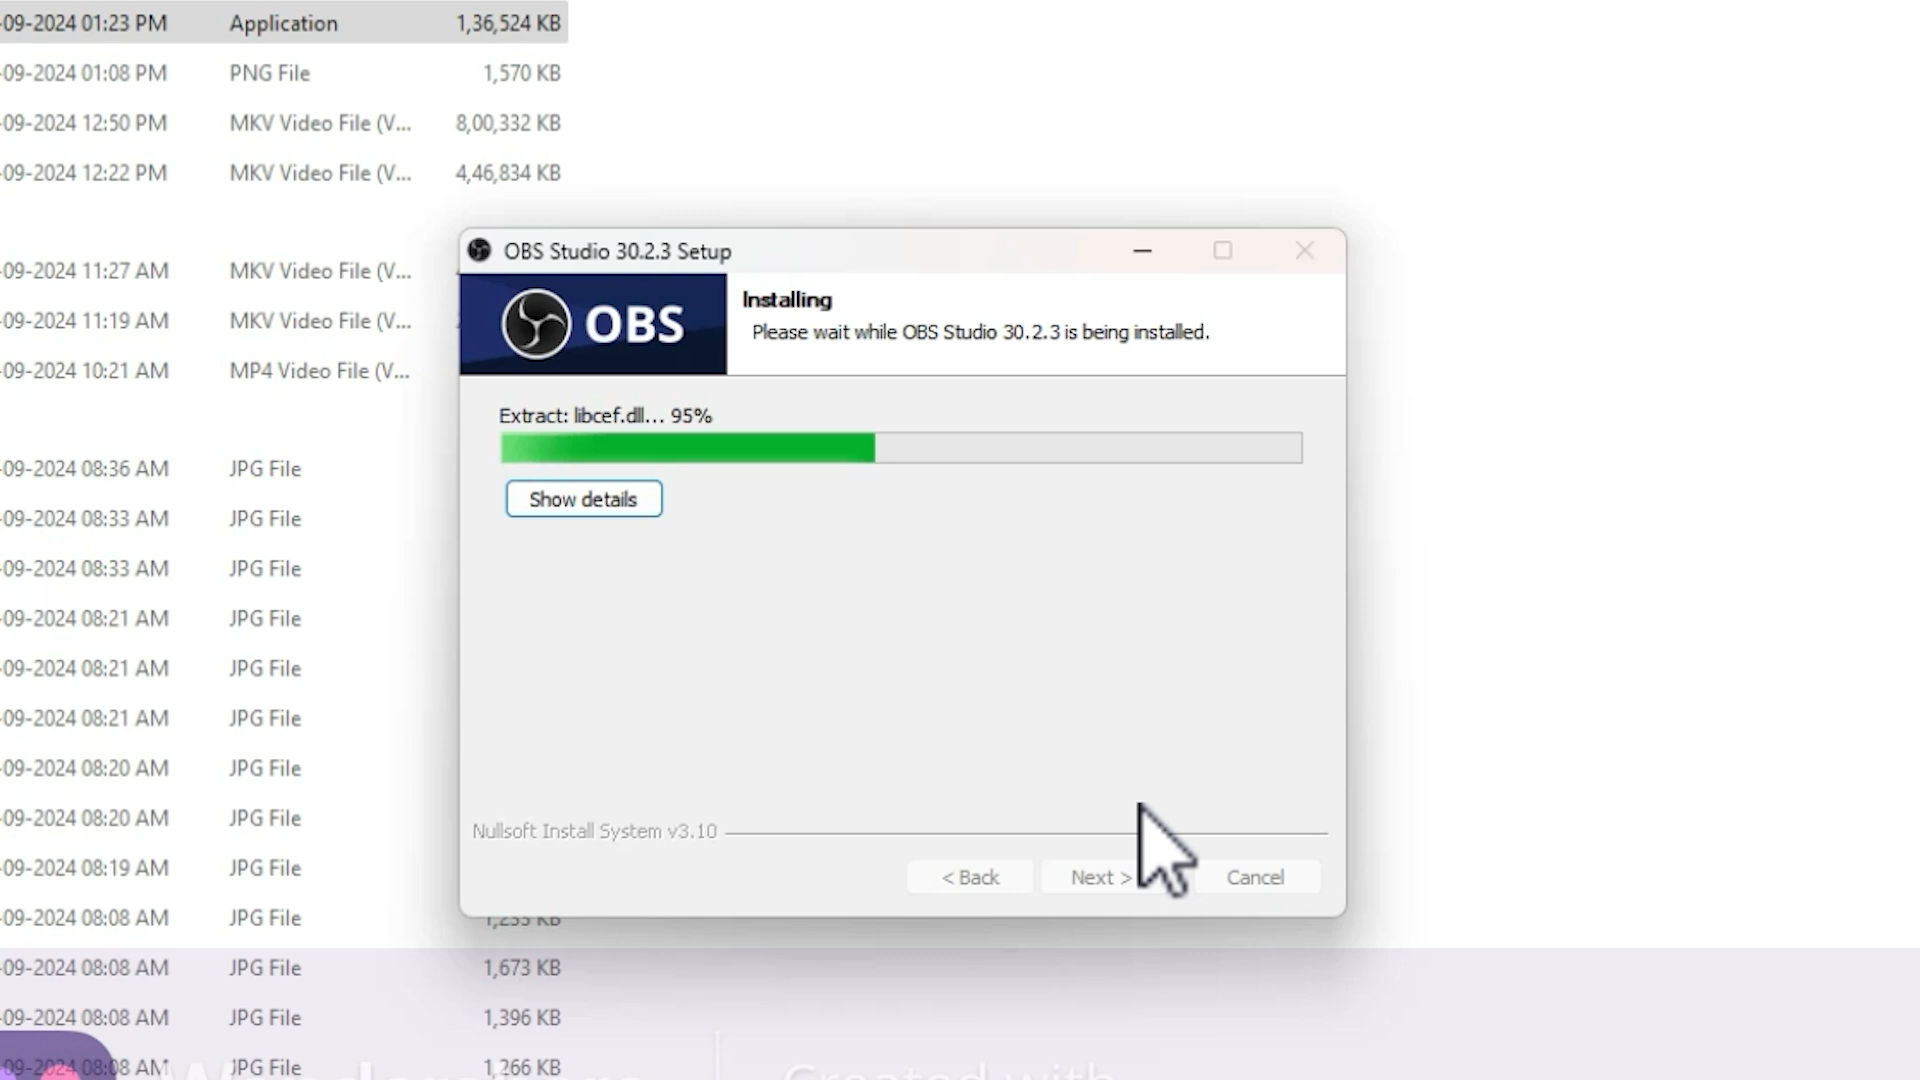 -09-2024 01:23 PM Application 1,36,524 KB
-09-2024 01:08 PM PNG File 1,570 KB
-09-2024 12:50 PM MKV Video File (V... 8,00,332 KB
-09-2024 12:22 PM MKV Video File (V... 4,46,834 KB
-09-2024 11:27 AM MKV Video File (V...
-09-2024 11:19 AM MKV Video File (V...
-09-2024 10:21 AM MP4 Video File (V...
-09-2024 08:36 AM JPG File
-09-2024 08:33 AM JPG File
-09-2024 08:33 AM JPG File
-09-2024 08:21 AM JPG File
-09-2024 08:21 AM JPG File
-09-2024 08:21 AM JPG File
-09-2024 08:20 AM JPG File
-09-2024 08:20 AM JPG File
-09-2024 08:19 AM JPG File
-09-2024 08:08 AM JPG File
-09-2024 08:08 AM JPG File 1,673 KB
-09-2024 08:08 AM JPG File 1,396 KB
-09-2024 08:08 AM JPG File 1,266 KB
OBS Studio 30.2.3 Setup
OBS
Installing
Please wait while OBS Studio 30.2.3 is being installed.
Extract: libcef.dll... 95%
Show details
Nullsoft Install System v3.10
< Back Next > Cancel
Created with